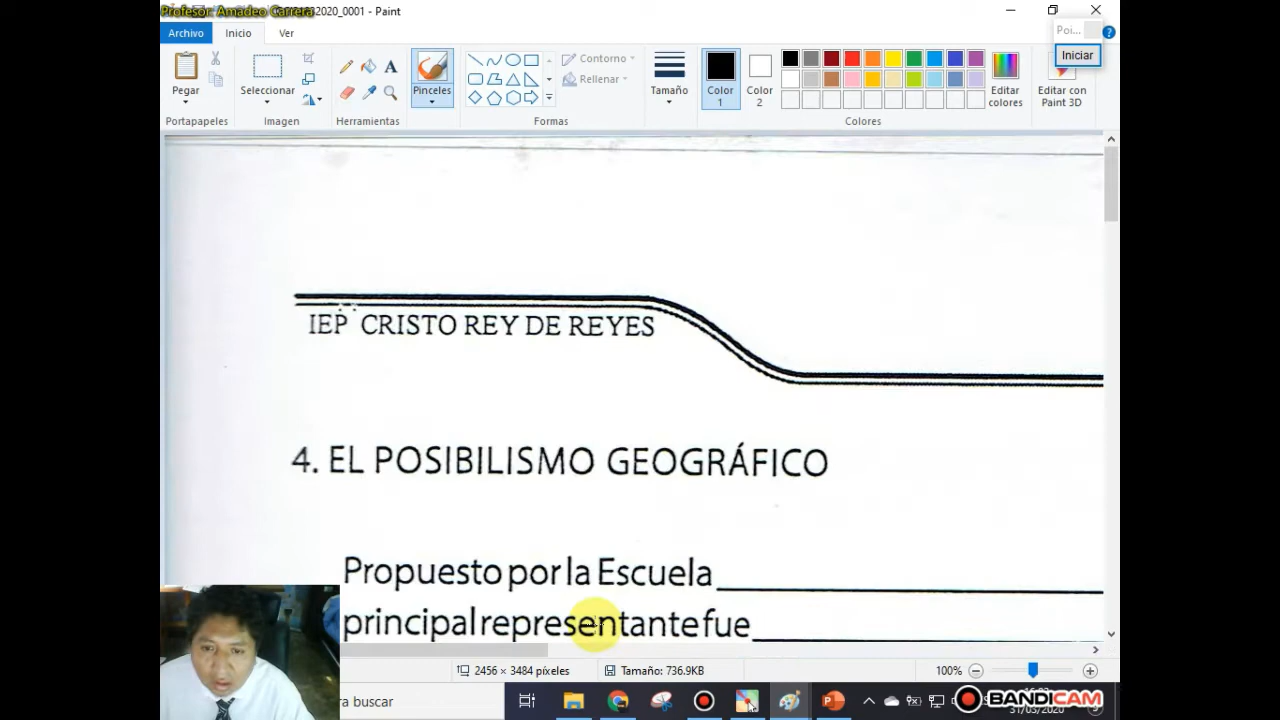 Profesor: Amadeo Carrera
2020_0001 - Paint
Archivo Inicio Ver
Poi...
Iniciar
Pegar
Seleccionar
Pinceles
Contorno
Rellenar
Tamaño
Color 1
Color 2
Editar colores
Editar con Paint 3D
Portapapeles Imagen Herramientas Formas Colores
IEP CRISTO REY DE REYES
4. EL POSIBILISMO GEOGRÁFICO
Propuesto por la Escuela
principal representante fue
2456 × 3484 píxeles
Tamaño: 736.9KB
100%
ra buscar
BANDICAM
31/03/2020